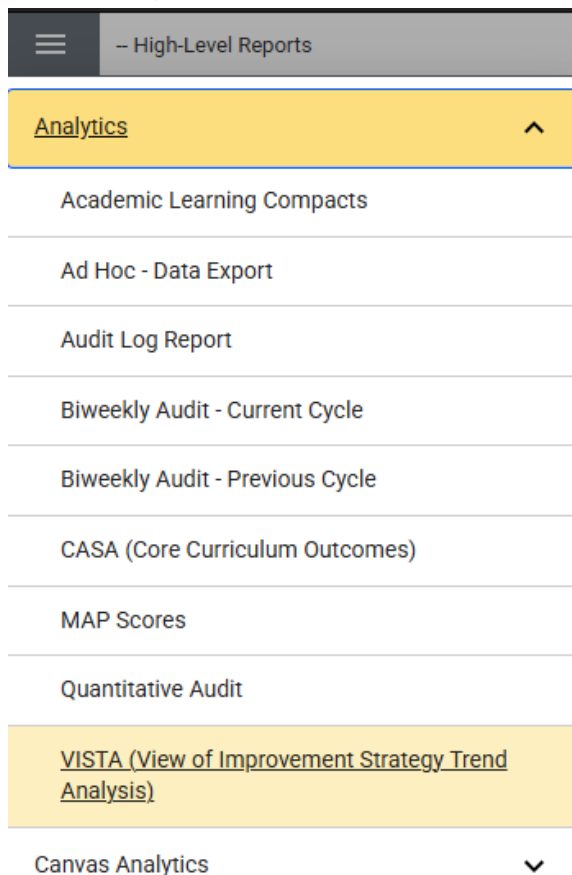 -- High-Level Reports
Analytics
Academic Learning Compacts
Ad Hoc - Data Export
Audit Log Report
Biweekly Audit - Current Cycle
Biweekly Audit - Previous Cycle
CASA (Core Curriculum Outcomes)
MAP Scores
Quantitative Audit
VISTA (View of Improvement Strategy Trend
Analysis)
Canvas Analytics